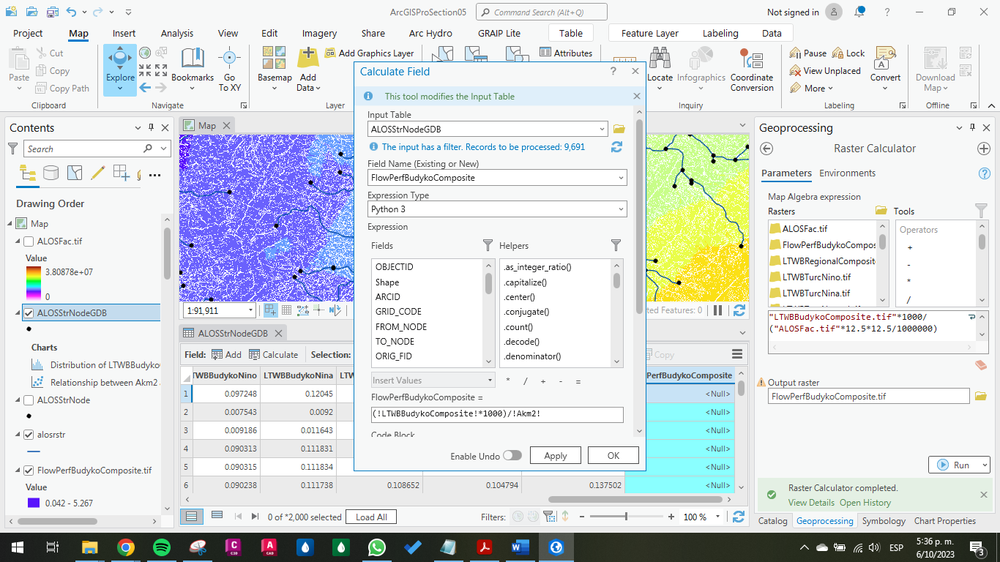 ArcGISProSection05
Command Search (Alt+Q)
Not signed in
?
Project
Map
Insert
Analysis
View
Edit
Imagery
Share
Arc Hydro
GRAIP Lite
Table
Feature Layer
Labeling
Data
Paste
Cut
Copy
Copy Path
Clipboard
Explore
Bookmarks
Go
To XY
Navigate
Basemap
Add
Data
Add Graphics Layer
Layer
Attributes
Locate
Infographics
Coordinate
Conversion
Inquiry
Pause
Lock
View Unplaced
More
Convert
Labeling
Download
Map
Offline
Contents
Search
Drawing Order
Map
ALOSFac.tif
Value
3.80878e+07
0
ALOSStrNodeGDB
Charts
Distribution of LTWBBudyko
Relationship between Akm2
ALOSStrNode
alosrstr
FlowPerfBudykoComposite.tif
Value
0.042 - 5.267
Map
1:91,911
ted Features: 0
ALOSStrNodeGDB
Field:
Add
Calculate
Selection:
Copy
TWBBudykoNino
LTWBBudykoNina
PerfBudykoComposite
1
0.097248
0.12045
<Null>
2
0.007543
0.0092
<Null>
3
0.009186
0.011643
<Null>
4
0.090313
0.111831
<Null>
5
0.090315
0.111834
<Null>
6
0.090238
0.111738
0.108652
0.104794
0.137502
<Null>
0 of *2,000 selected
Load All
Filters:
100 %
Calculate Field
?
This tool modifies the Input Table
Input Table
ALOSStrNodeGDB
The input has a filter. Records to be processed: 9,691
Field Name (Existing or New)
FlowPerfBudykoComposite
Expression Type
Python 3
Expression
Fields
Helpers
OBJECTID
Shape
ARCID
GRID_CODE
FROM_NODE
TO_NODE
ORIG_FID
.as_integer_ratio()
.capitalize()
.center()
.conjugate()
.count()
.decode()
.denominator()
Insert Values
* / + - =
FlowPerfBudykoComposite =
(!LTWBBudykoComposite!*1000)/!Akm2!
Code Block
Enable Undo
Apply
OK
Geoprocessing
Raster Calculator
Parameters
Environments
?
Map Algebra expression
Rasters
Tools
ALOSFac.tif
FlowPerfBudykoCompos
LTWBRegionalComposite
LTWBTurcNino.tif
LTWBTurcNina.tif
Operators
+
-
*
/
"LTWBBudykoComposite.tif"*1000/
("ALOSFac.tif"*12.5*12.5/1000000)
Output raster
FlowPerfBudykoComposite.tif
Run
Raster Calculator completed.
View Details
Open History
Catalog
Geoprocessing
Symbology
Chart Properties
ESP
5:36 p. m.
6/10/2023
3